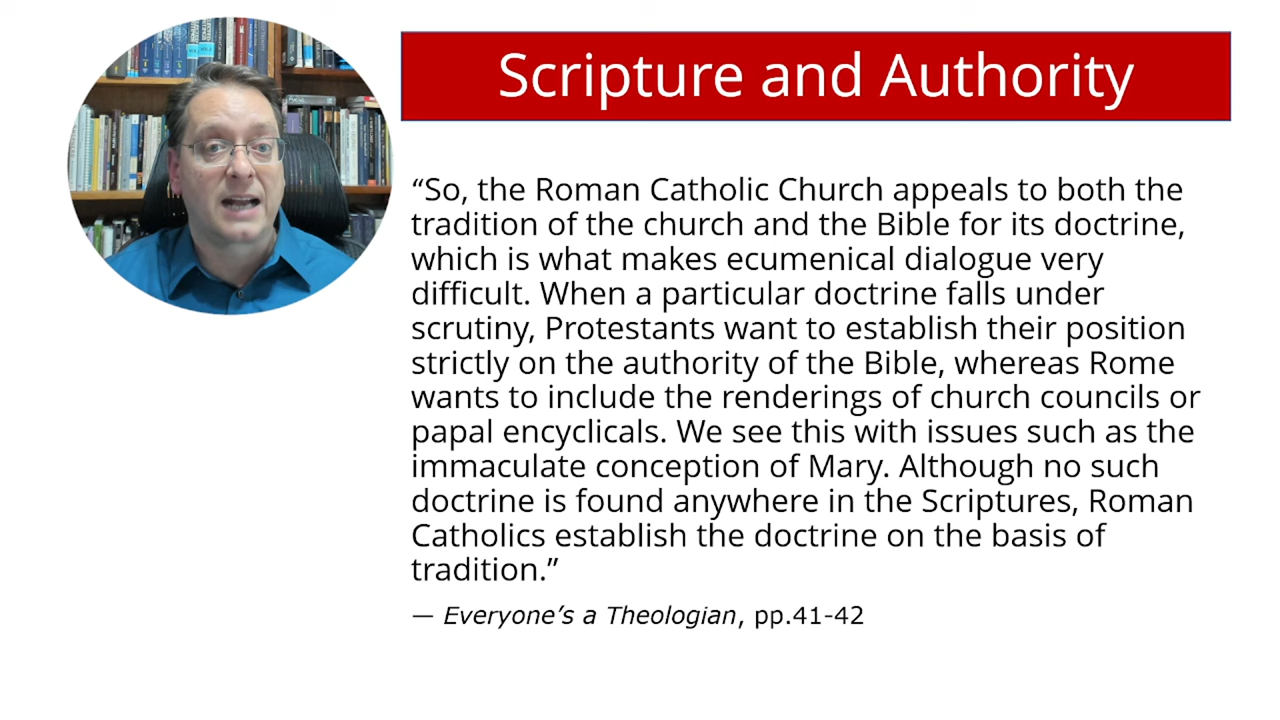 Scripture and Authority
“So, the Roman Catholic Church appeals to both the
tradition of the church and the Bible for its doctrine,
which is what makes ecumenical dialogue very
difficult. When a particular doctrine falls under
scrutiny, Protestants want to establish their position
strictly on the authority of the Bible, whereas Rome
wants to include the renderings of church councils or
papal encyclicals. We see this with issues such as the
immaculate conception of Mary. Although no such
doctrine is found anywhere in the Scriptures, Roman
Catholics establish the doctrine on the basis of
tradition.”
— Everyone’s a Theologian, pp.41-42